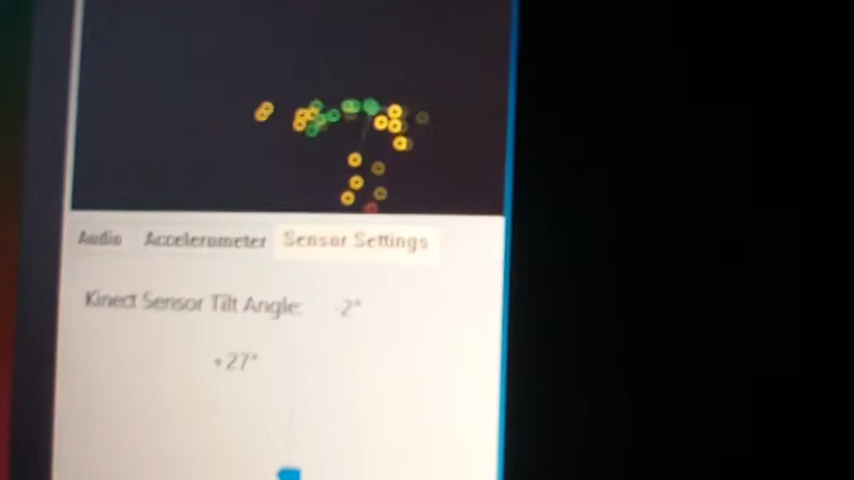 Audio Accelerometer Sensor Settings
Kinect Sensor Tilt Angle: -2°
+27°